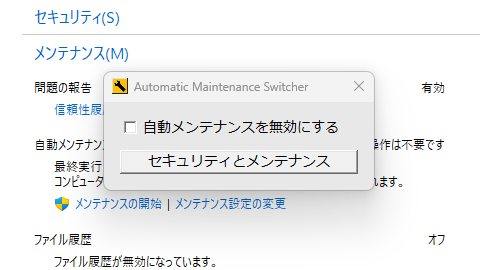 セキュリティ(S)
メンテナンス(M)
問題の報告 有効
信頼性履
Automatic Maintenance Switcher
自動メンテナンスを無効にする
セキュリティとメンテナンス
自動メンテナン 操作は不要です
最終実行
コンピュータ れます。
メンテナンスの開始 | メンテナンス設定の変更
ファイル履歴 オフ
ファイル履歴が無効になっています。